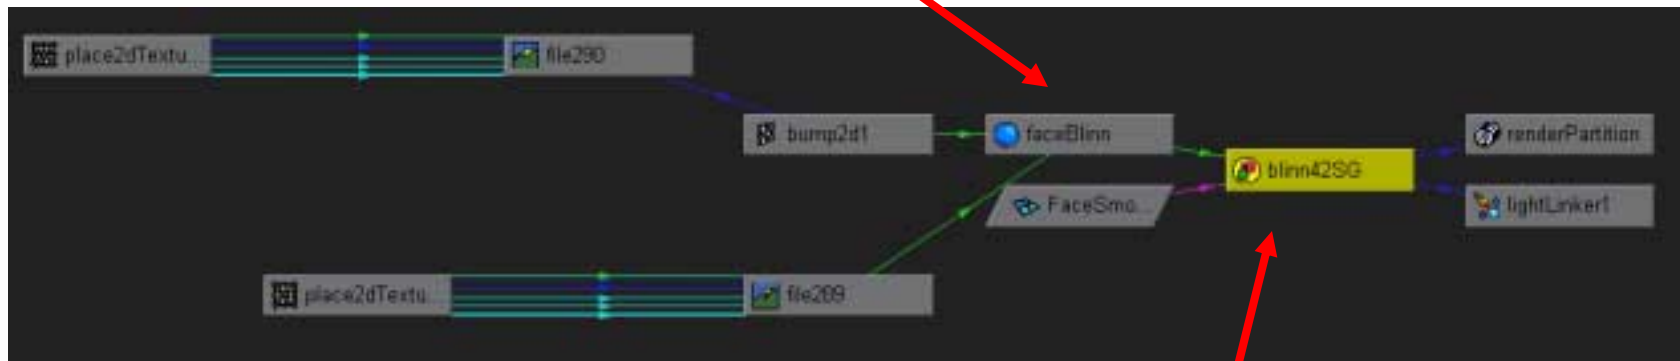 place2dTextu...
file290
bump2d1
faceBlinn
renderPartition
blinn42SG
FaceSmo...
lightLinker1
place2dTextu...
file289